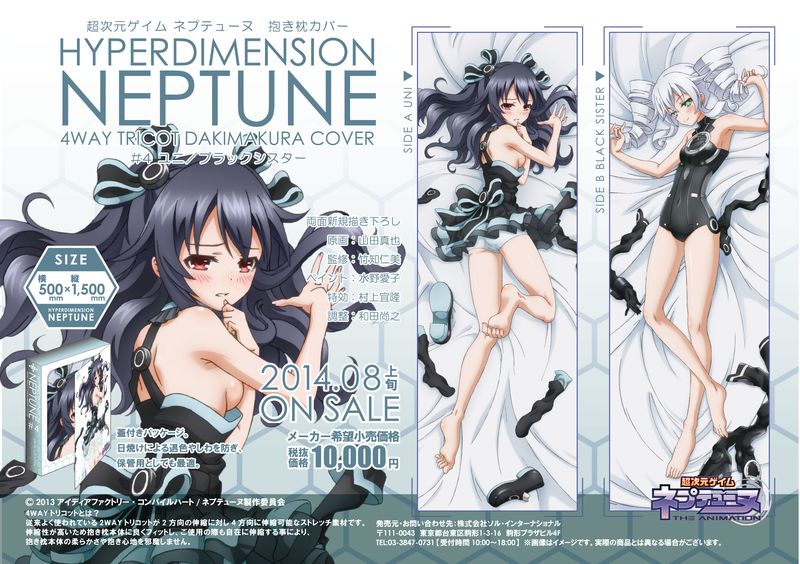 超次元ゲイム ネプテューヌ 抱き枕カバー
HYPERDIMENSION
NEPTUNE
4WAY TRICOT DAKIMAKURA COVER
#4 ユニ／ブラックシスター
両面新規描き下ろし
原画：山田真也
監修：竹知仁美
ペイント：水野愛子
特効：村上宜隆
調整：和田尚之
SIZE
横 縦
500mm×1,500mm
HYPERDIMENSION
NEPTUNE
NEPTUNE
2014.08上旬
ON SALE
メーカー希望小売価格
税抜価格10,000円
蓋付きパッケージ。
日焼けによる退色やしわを防ぎ、
保管用としても最適。
SIDE A UNI
SIDE B BLACK SISTER
超次元ゲイム
ネプテューヌ
THE ANIMATION
© 2013 アイディアファクトリー・コンパイルハート / ネプテューヌ製作委員会
4WAYトリコットとは？
従来よく使われている2WAYトリコットが2方向の伸縮に対し4方向に伸縮可能なストレッチ素材です。
伸縮性が高いため抱き枕本体に良くフィットし、ご使用の際も自在に伸縮する事により、
抱き枕本体の柔らかさや抱き心地を邪魔しません。
発売元・お問い合わせ先：株式会社ゾル・インターナショナル
〒111-0043 東京都台東区駒形1-3-16 駒形プラザビル4F
TEL:03-3847-0731 [受付時間 10:00〜18:00] ※画像はイメージです。実際の商品とは異なる場合がございます。